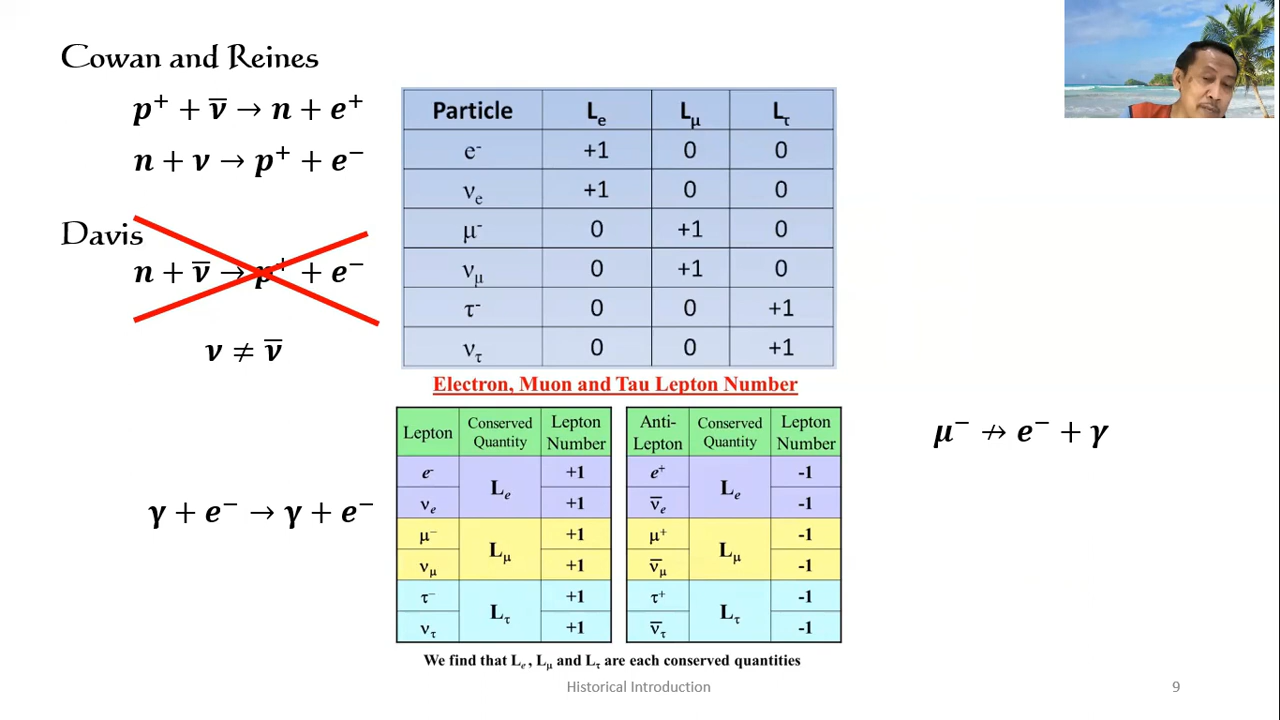 Cowan and Reines
p⁺ + ν̅ → n + e⁺
n + ν → p⁺ + e⁻
Davis
n + ν̅ → p⁺ + e⁻
ν ≠ ν̅
γ + e⁻ → γ + e⁻
Particle Lₑ L_μ L_τ
e⁻ +1 0 0
νₑ +1 0 0
μ⁻ 0 +1 0
ν_μ 0 +1 0
τ⁻ 0 0 +1
ν_τ 0 0 +1
Electron, Muon and Tau Lepton Number
Lepton Conserved Quantity Lepton Number
e⁻ Lₑ +1
νₑ +1
μ⁻ L_μ +1
ν_μ +1
τ⁻ L_τ +1
ν_τ +1
Anti-Lepton Conserved Quantity Lepton Number
e⁺ Lₑ -1
ν̅ₑ -1
μ⁺ L_μ -1
ν̅_μ -1
τ⁺ L_τ -1
ν̅_τ -1
We find that Lₑ, L_μ and L_τ are each conserved quantities
μ⁻ ↛ e⁻ + γ
Historical Introduction
9